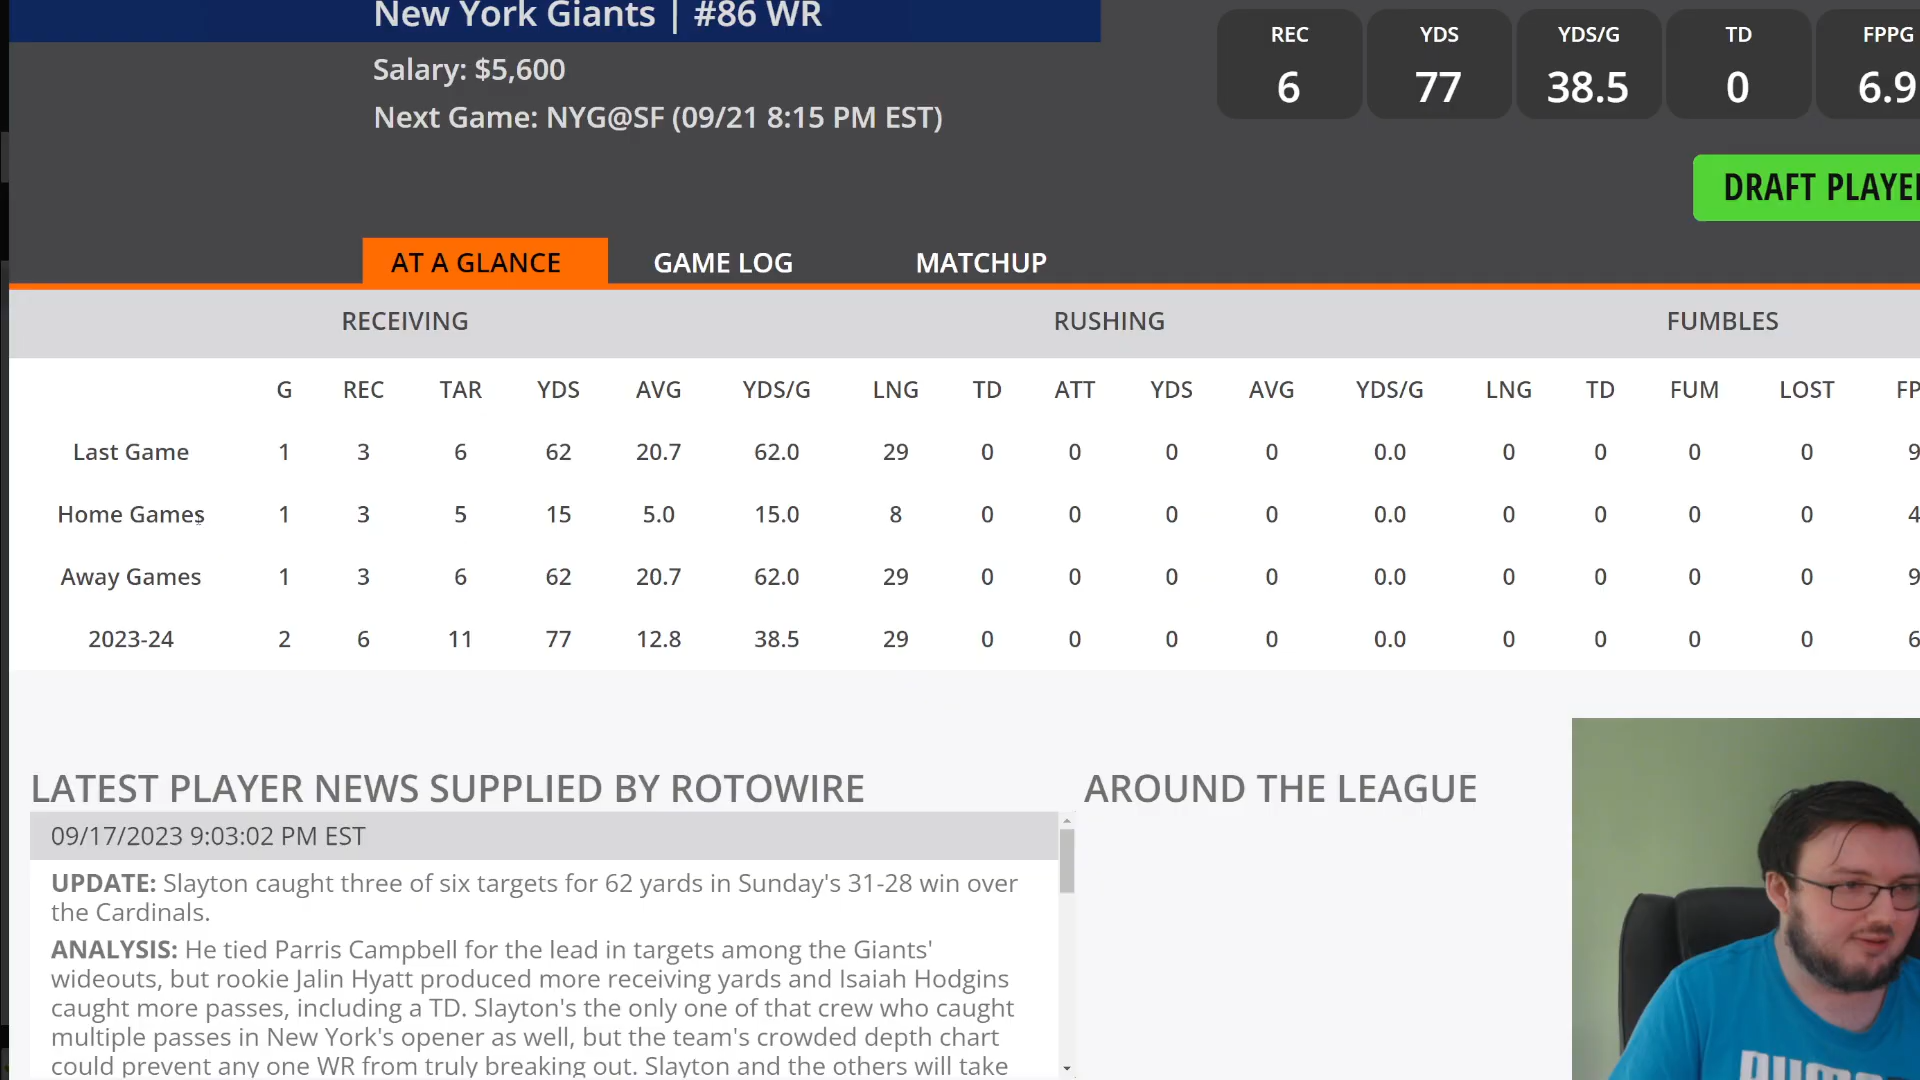 New York Giants | #86 WR
Salary: $5,600
Next Game: NYG@SF (09/21 8:15 PM EST)
REC YDS YDS/G TD FPPG
6 77 38.5 0 6.9
DRAFT PLAYER
AT A GLANCE GAME LOG MATCHUP
RECEIVING RUSHING FUMBLES
G REC TAR YDS AVG YDS/G LNG TD ATT YDS AVG YDS/G LNG TD FUM LOST FP
Last Game 1 3 6 62 20.7 62.0 29 0 0 0 0 0.0 0 0 0 0 9
Home Games 1 3 5 15 5.0 15.0 8 0 0 0 0 0.0 0 0 0 0 4
Away Games 1 3 6 62 20.7 62.0 29 0 0 0 0 0.0 0 0 0 0 9
2023-24 2 6 11 77 12.8 38.5 29 0 0 0 0 0.0 0 0 0 0 6
LATEST PLAYER NEWS SUPPLIED BY ROTOWIRE
09/17/2023 9:03:02 PM EST
UPDATE: Slayton caught three of six targets for 62 yards in Sunday's 31-28 win over
the Cardinals.
ANALYSIS: He tied Parris Campbell for the lead in targets among the Giants'
wideouts, but rookie Jalin Hyatt produced more receiving yards and Isaiah Hodgins
caught more passes, including a TD. Slayton's the only one of that crew who caught
multiple passes in New York's opener as well, but the team's crowded depth chart
could prevent any one WR from truly breaking out. Slayton and the others will take
AROUND THE LEAGUE